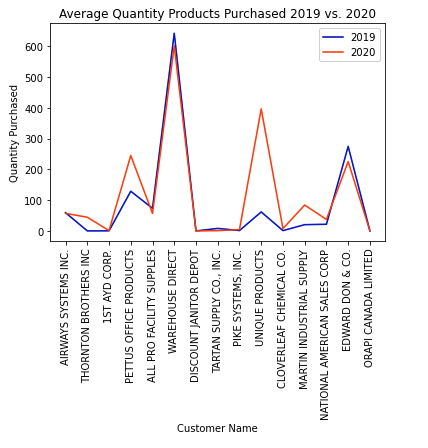 Average Quantity Products Purchased 2019 vs. 2020
2019
2020
Quantity Purchased
600
500
400
300
200
100
0
AIRWAYS SYSTEMS INC.
THORNTON BROTHERS INC
1ST AYD CORP.
PETTUS OFFICE PRODUCTS
ALL PRO FACILITY SUPPLES
WAREHOUSE DIRECT
DISCOUNT JANITOR DEPOT
TARTAN SUPPLY CO., INC.
PIKE SYSTEMS, INC.
UNIQUE PRODUCTS
CLOVERLEAF CHEMICAL CO.
MARTIN INDUSTRIAL SUPPLY
NATIONAL AMERICAN SALES CORP
EDWARD DON & CO.
ORAPI CANADA LIMITED
Customer Name